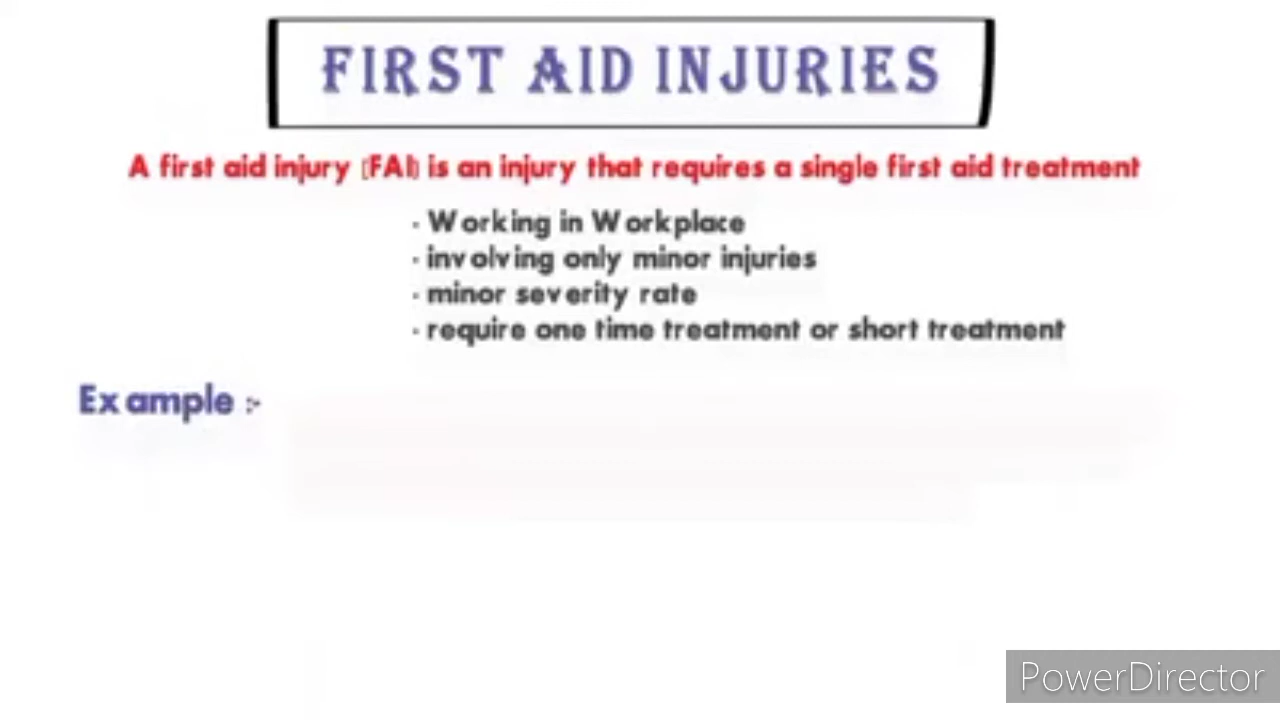 FIRST AID INJURIES
A first aid injury (FAI) is an injury that requires a single first aid treatment
· Working in Workplace
· involving only minor injuries
· minor severity rate
· require one time treatment or short treatment
Example :-
PowerDirector